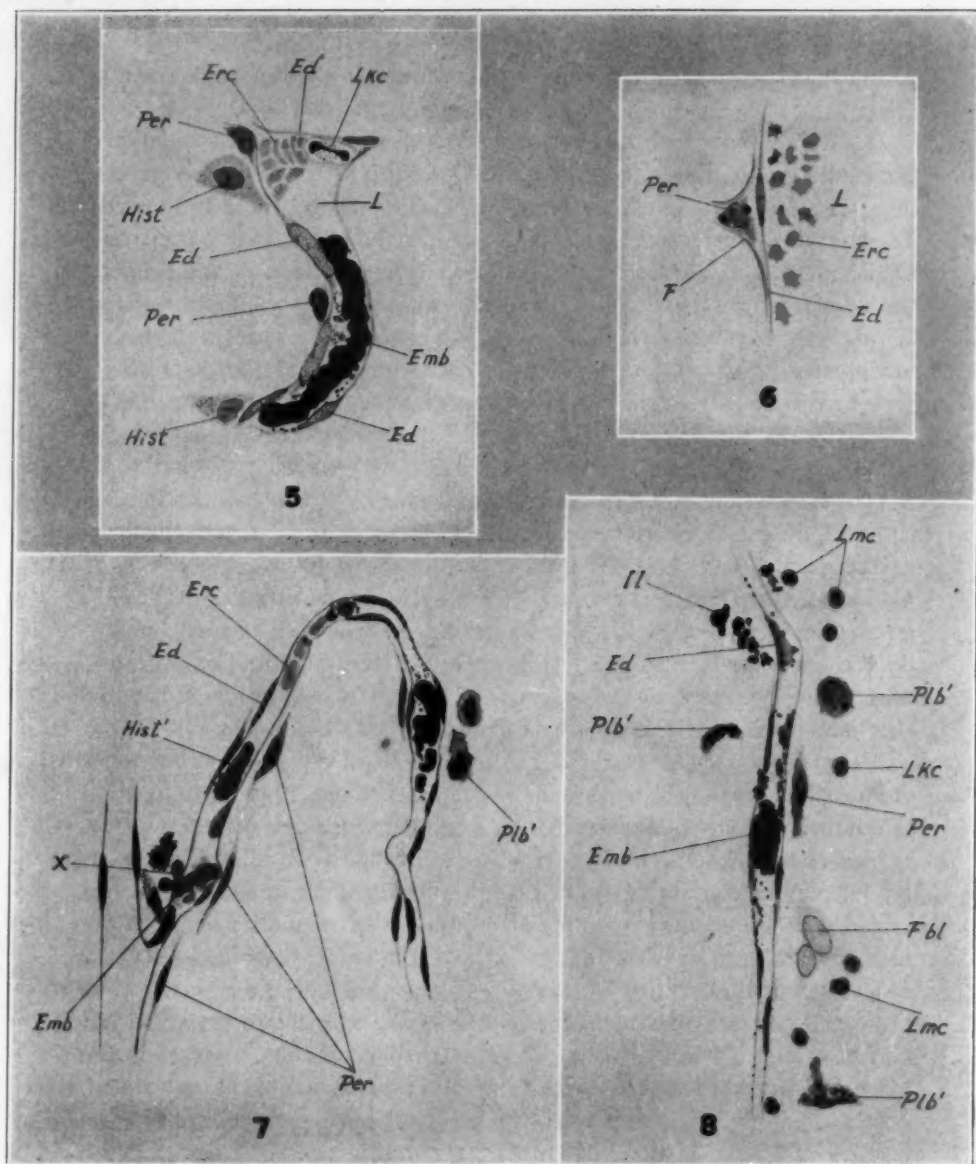 Erc
Ed
Lkc
Per
Hist
L
Ed
Per
Emb
Hist
Ed
5
Per
L
Erc
F
Ed
6
Erc
Ed
Hist'
X
Plb'
Emb
Per
7
Lmc
Il
Ed
Plb'
Plb'
Lkc
Per
Emb
Fbl
Lmc
Plb'
8